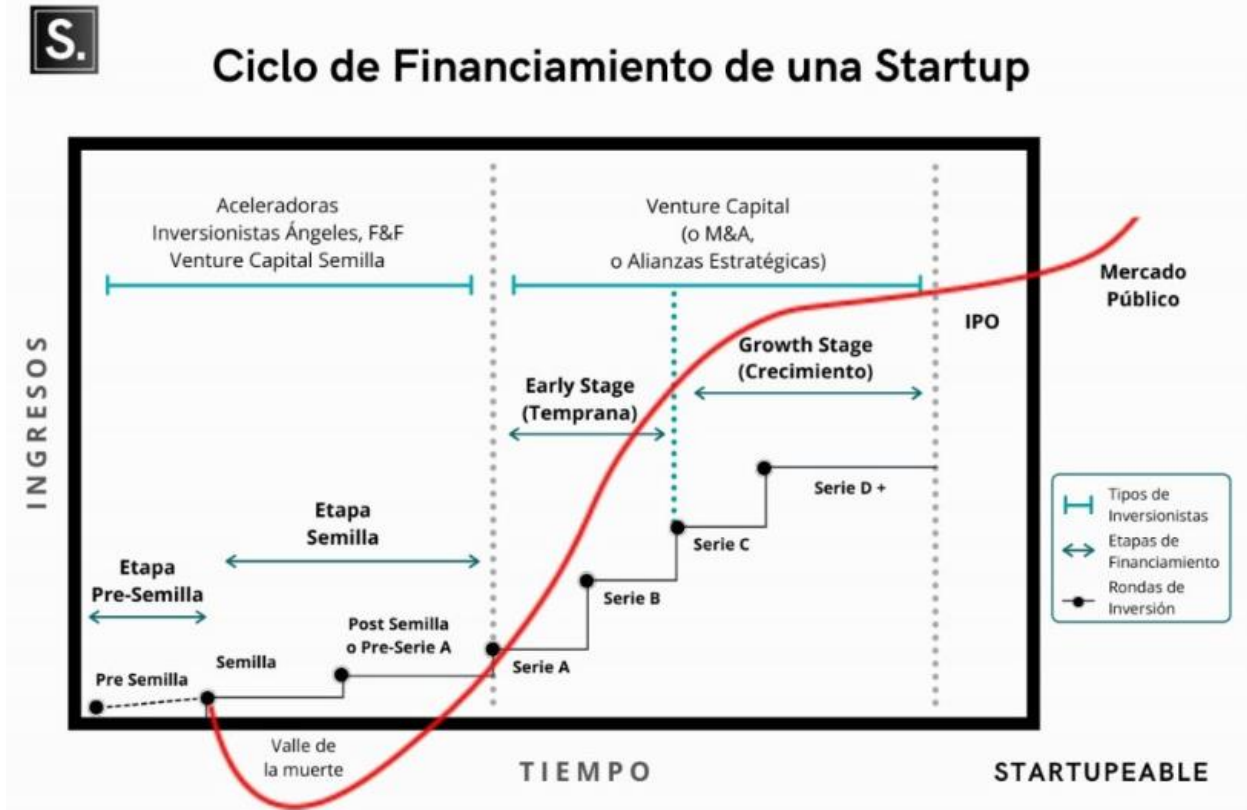 S.
Ciclo de Financiamiento de una Startup
Aceleradoras
Inversionistas Ángeles, F&F
Venture Capital Semilla
Venture Capital
(o M&A,
o Alianzas Estratégicas)
Mercado
Público
IPO
INGRESOS
Growth Stage
(Crecimiento)
Early Stage
(Temprana)
Etapa
Semilla
Etapa
Pre-Semilla
Serie D +
Serie C
Serie B
Serie A
Post Semilla
o Pre-Serie A
Semilla
Pre Semilla
Tipos de
Inversionistas
Etapas de
Financiamiento
Rondas de
Inversión
Valle de
la muerte
TIEMPO
STARTUPEABLE